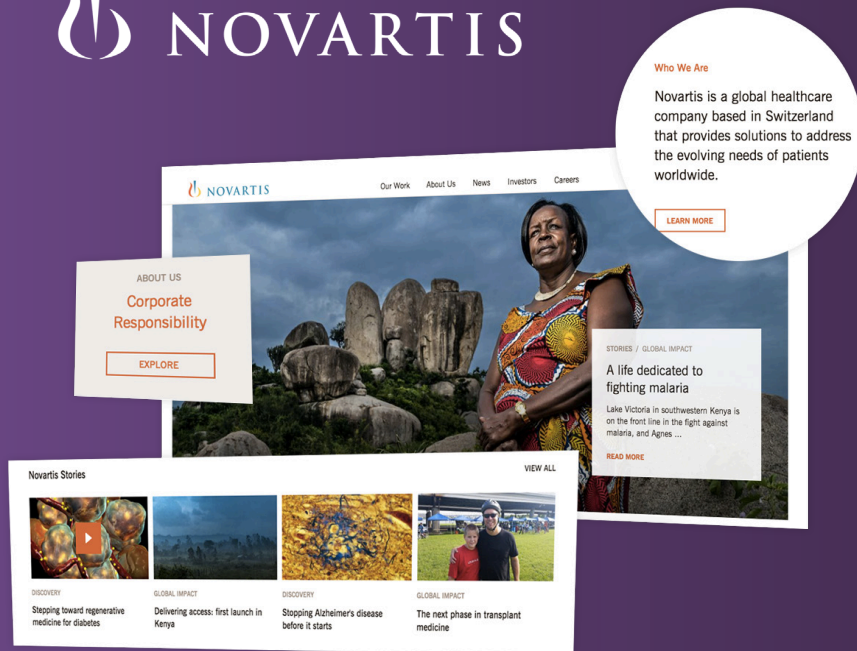 NOVARTIS
Who We Are
Novartis is a global healthcare
company based in Switzerland
that provides solutions to address
the evolving needs of patients
worldwide.
LEARN MORE
NOVARTIS
Our Work About Us News Investors Careers
ABOUT US
Corporate
Responsibility
EXPLORE
STORIES / GLOBAL IMPACT
A life dedicated to
fighting malaria
Lake Victoria in southwestern Kenya is
on the front line in the fight against
malaria, and Agnes ...
READ MORE
Novartis Stories
VIEW ALL
DISCOVERY
Stepping toward regenerative
medicine for diabetes
GLOBAL IMPACT
Delivering access: first launch in
Kenya
DISCOVERY
Stopping Alzheimer's disease
before it starts
GLOBAL IMPACT
The next phase in transplant
medicine